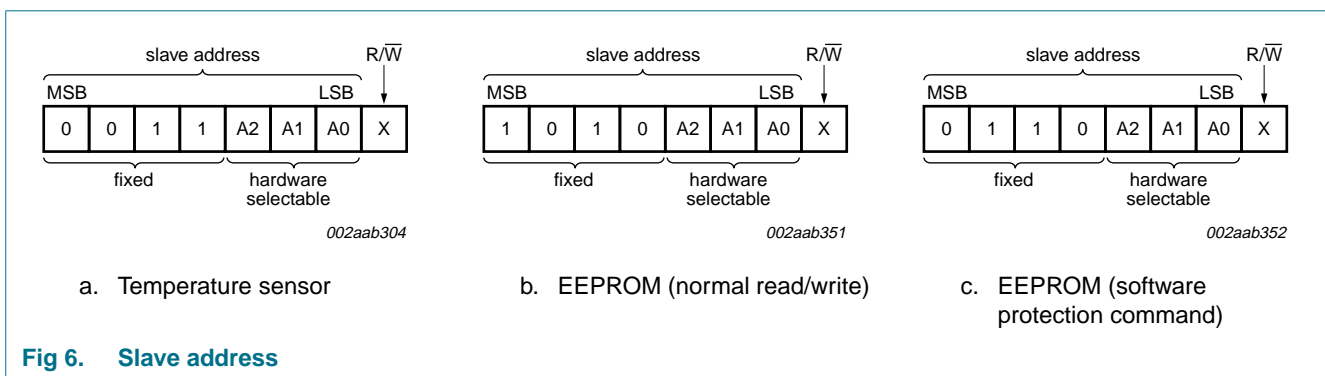 slave address R/W̅
MSB LSB
0 0 1 1 A2 A1 A0 X
fixed hardware
selectable
002aab304
a. Temperature sensor
slave address R/W̅
MSB LSB
1 0 1 0 A2 A1 A0 X
fixed hardware
selectable
002aab351
b. EEPROM (normal read/write)
slave address R/W̅
MSB LSB
0 1 1 0 A2 A1 A0 X
fixed hardware
selectable
002aab352
c. EEPROM (software
protection command)
Fig 6. Slave address